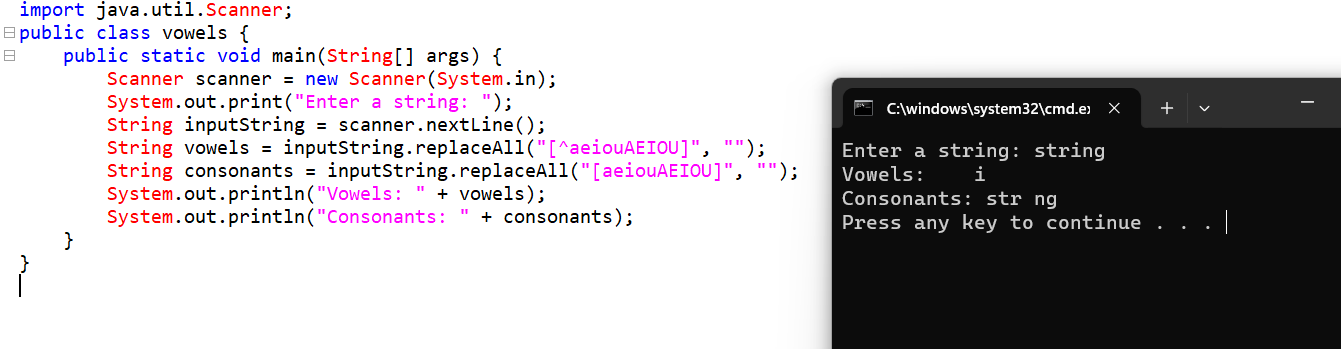 import java.util.Scanner;
public class vowels {
    public static void main(String[] args) {
        Scanner scanner = new Scanner(System.in);
        System.out.print("Enter a string: ");
        String inputString = scanner.nextLine();
        String vowels = inputString.replaceAll("[^aeiouAEIOU]", "");
        String consonants = inputString.replaceAll("[aeiouAEIOU]", "");
        System.out.println("Vowels: " + vowels);
        System.out.println("Consonants: " + consonants);
    }
}
C:\windows\system32\cmd.e
Enter a string: string
Vowels:    i
Consonants: str ng
Press any key to continue . . .